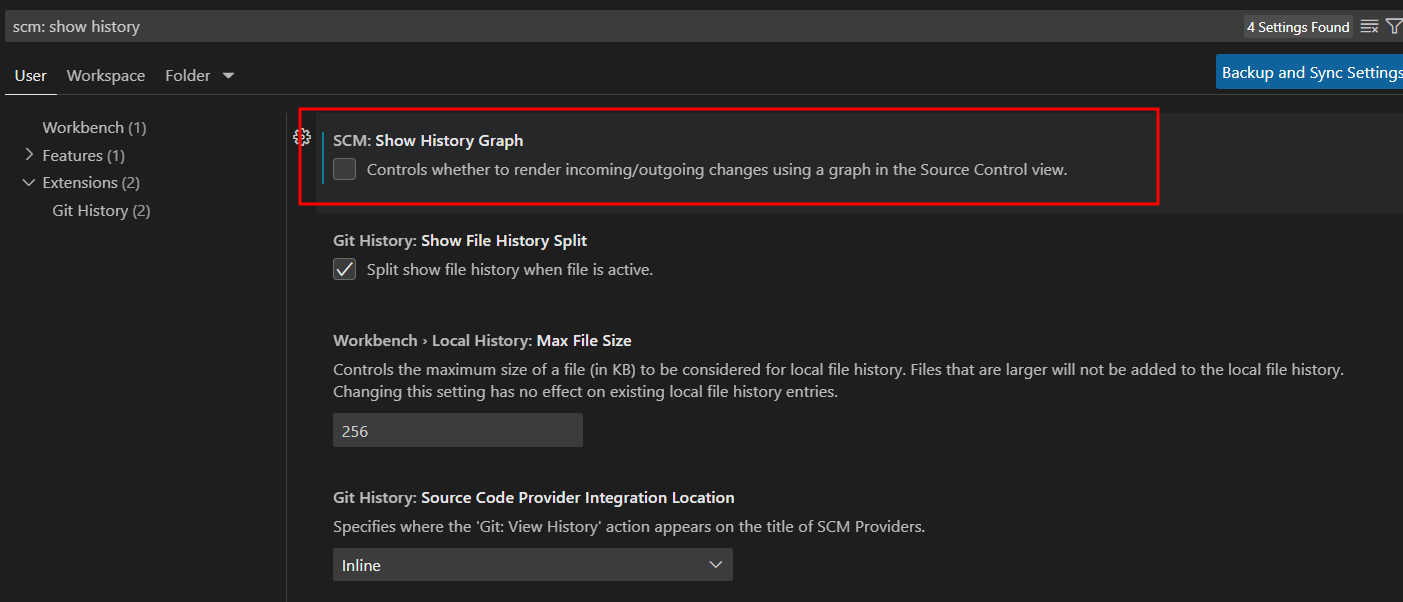 scm: show history
4 Settings Found
User Workspace Folder
Backup and Sync Settings
Workbench (1)
Features (1)
Extensions (2)
Git History (2)
SCM: Show History Graph
Controls whether to render incoming/outgoing changes using a graph in the Source Control view.
Git History: Show File History Split
Split show file history when file is active.
Workbench › Local History: Max File Size
Controls the maximum size of a file (in KB) to be considered for local file history. Files that are larger will not be added to the local file history.
Changing this setting has no effect on existing local file history entries.
256
Git History: Source Code Provider Integration Location
Specifies where the 'Git: View History' action appears on the title of SCM Providers.
Inline